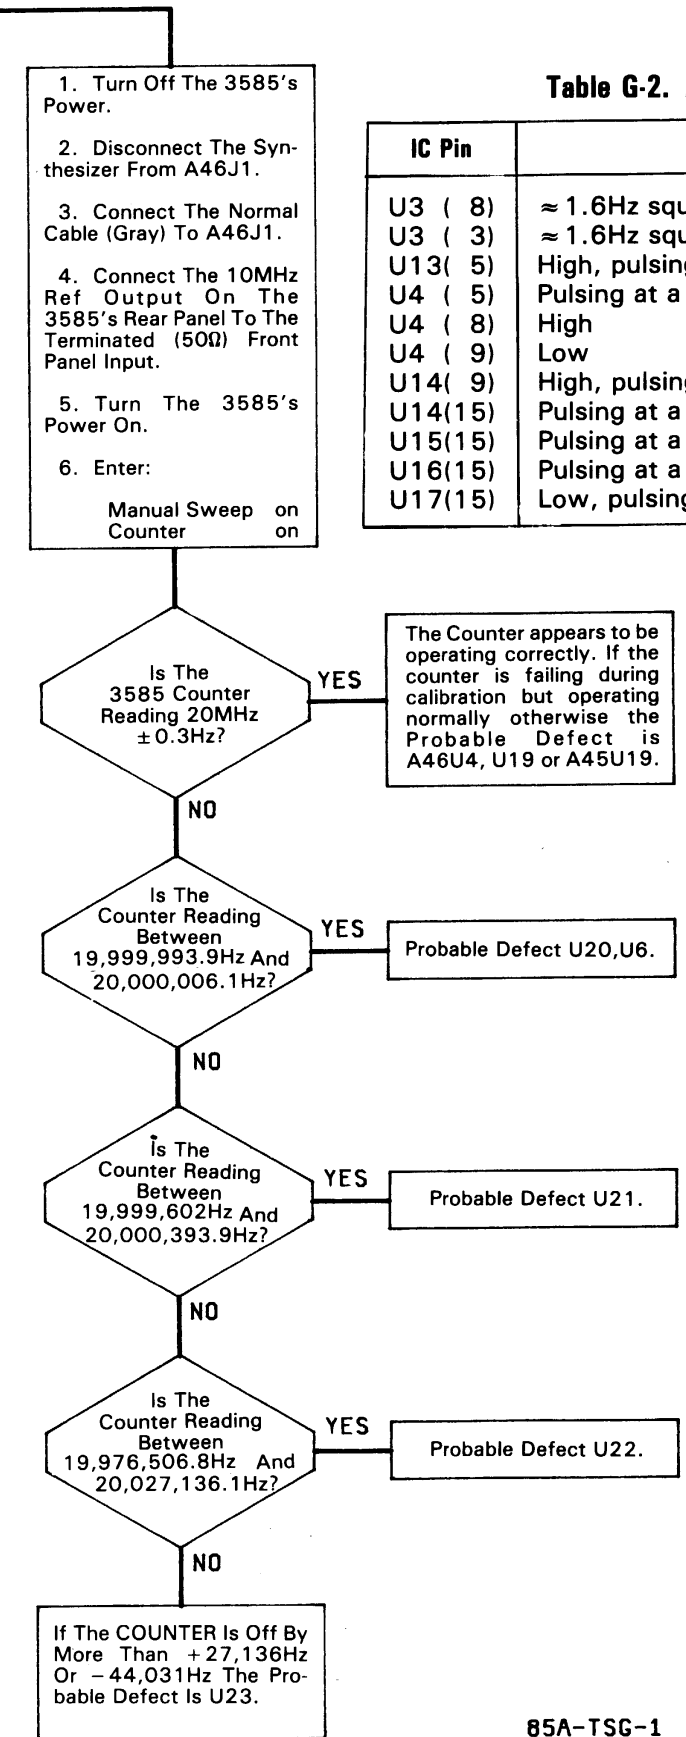 1. Turn Off The 3585's
Power.
2. Disconnect The Syn-
thesizer From A46J1.
3. Connect The Normal
Cable (Gray) To A46J1.
4. Connect The 10MHz
Ref Output On The
3585's Rear Panel To The
Terminated (50Ω) Front
Panel Input.
5. Turn The 3585's
Power On.
6. Enter:
Manual Sweep on
Counter on
Table G-2.
IC Pin
U3 ( 8) ≈1.6Hz squ
U3 ( 3) ≈1.6Hz squ
U13( 5) High, pulsing
U4 ( 5) Pulsing at a
U4 ( 8) High
U4 ( 9) Low
U14( 9) High, pulsing
U14(15) Pulsing at a
U15(15) Pulsing at a
U16(15) Pulsing at a
U17(15) Low, pulsing
Is The
3585 Counter
Reading 20MHz
±0.3Hz?
YES
The Counter appears to be
operating correctly. If the
counter is failing during
calibration but operating
normally otherwise the
Probable Defect is
A46U4, U19 or A45U19.
NO
Is The
Counter Reading
Between
19,999,993.9Hz And
20,000,006.1Hz?
YES
Probable Defect U20,U6.
NO
Is The
Counter Reading
Between
19,999,602Hz And
20,000,393.9Hz?
YES
Probable Defect U21.
NO
Is The
Counter Reading
Between
19,976,506.8Hz And
20,027,136.1Hz?
YES
Probable Defect U22.
NO
If The COUNTER Is Off By
More Than +27,136Hz
Or −44,031Hz The Pro-
bable Defect Is U23.
85A-TSG-1